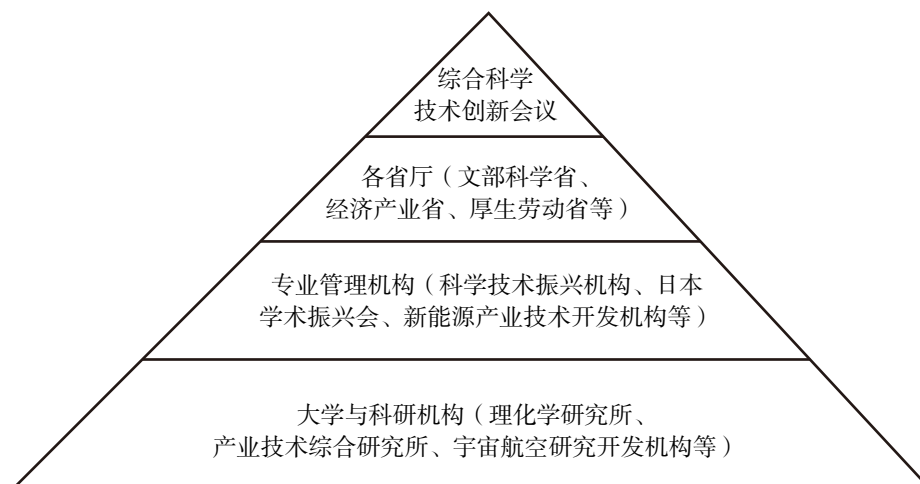 综合科学
技术创新会议
各省厅（文部科学省、
经济产业省、厚生劳动省等）
专业管理机构（科学技术振兴机构、日本
学术振兴会、新能源产业技术开发机构等）
大学与科研机构（理化学研究所、
产业技术综合研究所、宇宙航空研究开发机构等）